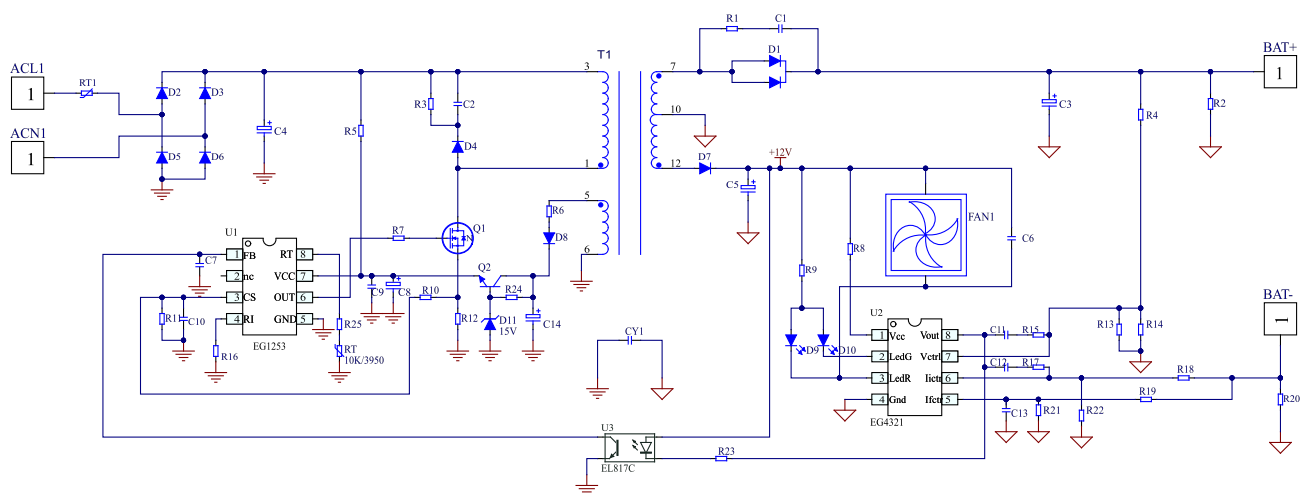 R1 C1
T1
D1
BAT+
1
ACL1
1
RT1
D2 D3
3 7
R3 C2
C4
R5
10
C3
R4
R2
ACN1
1
D5 D6
D4
1 12 D7
+12V
C5
5
R6
D8
6
R7
Q1
FAN1
C6
R8
R9
U1
1 FB RT 8
2 nc VCC 7
3 CS OUT 6
4 RI GND 5
EG1253
C7
R11 C10
R16
R25
RT
10K/3950
C9 C8
Q2
R24
R10
R12
D11
15V
C14
CY1
D9 D10
U2
1 Vcc Vout 8
2 LedG Vctrl 7
3 LedR Iictr 6
4 Gnd Ifctr 5
EG4321
C11 R15
C12 R17
R13 R14
BAT-
1
R18
R19
R20
C13 R21
R22
U3
EL817C
R23